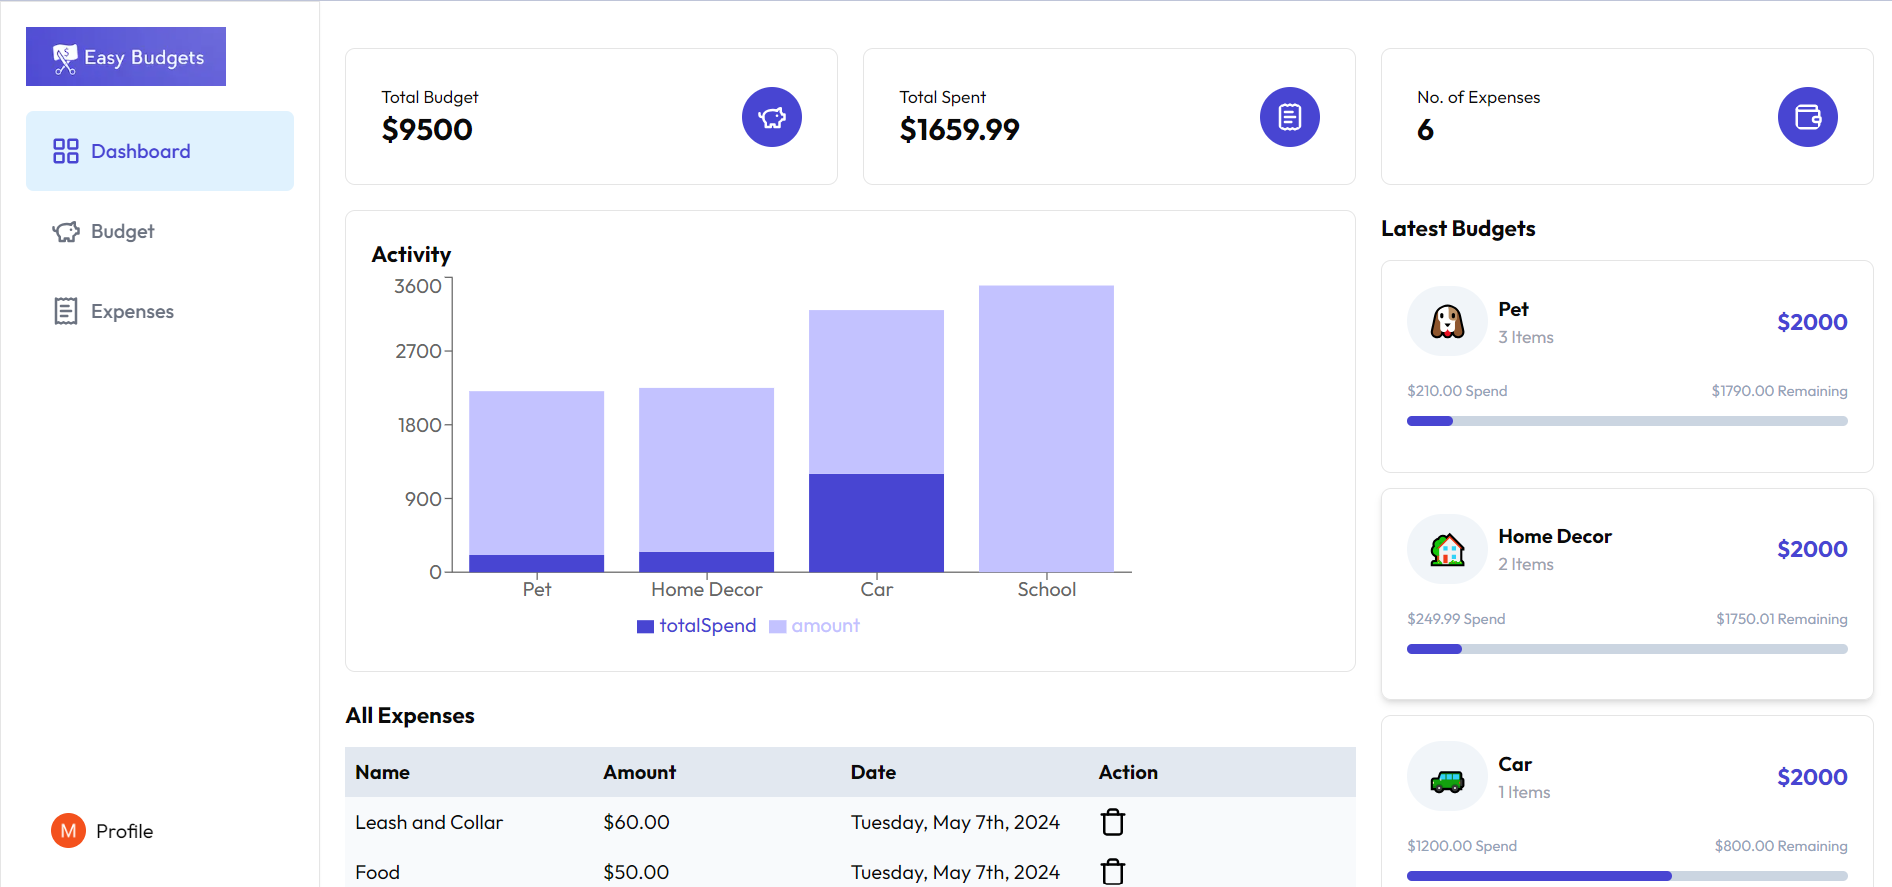 Easy Budgets
Dashboard
Budget
Expenses
M Profile
Total Budget
$9500
Total Spent
$1659.99
No. of Expenses
6
Activity
3600
2700
1800
900
0
Pet Home Decor Car School
totalSpend amount
All Expenses
Name Amount Date Action
Leash and Collar $60.00 Tuesday, May 7th, 2024
Food $50.00 Tuesday, May 7th, 2024
Latest Budgets
Pet
3 Items
$2000
$210.00 Spend $1790.00 Remaining
Home Decor
2 Items
$2000
$249.99 Spend $1750.01 Remaining
Car
1 Items
$2000
$1200.00 Spend $800.00 Remaining